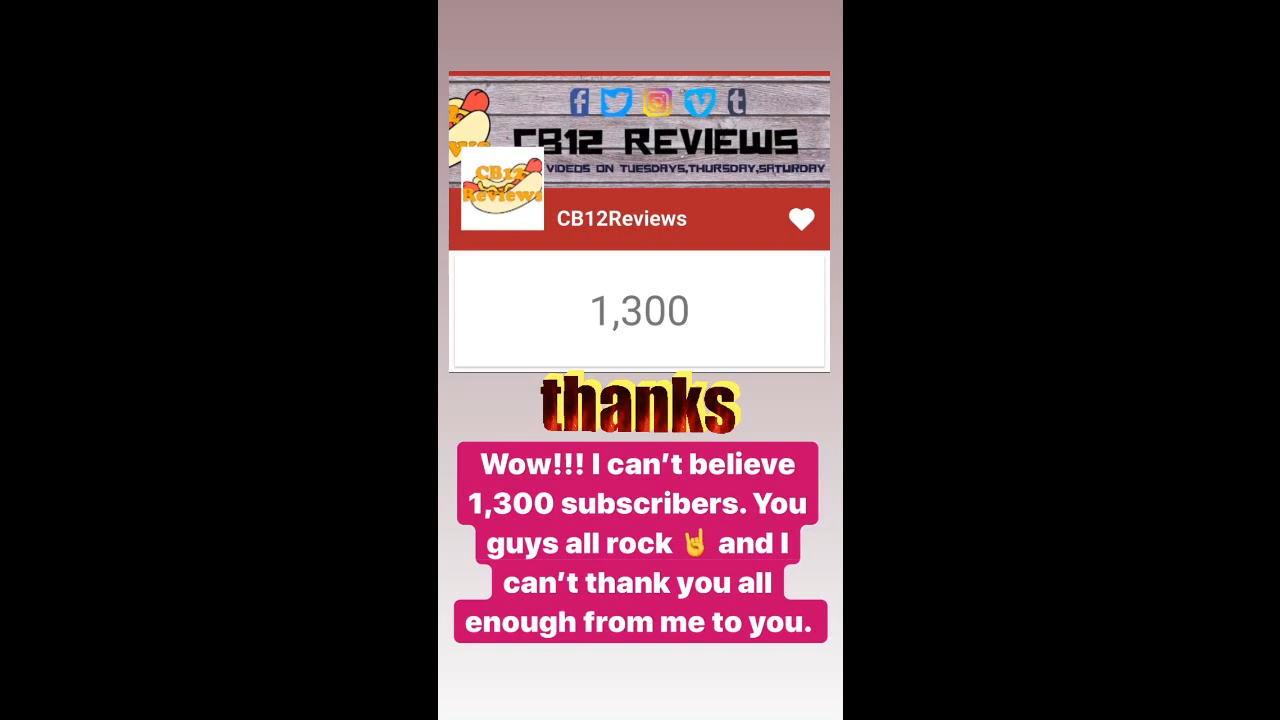 CB12 REVIEWS
VIDEOS ON TUESDAYS,THURSDAY,SATURDAY
CB12
Reviews
CB12Reviews
1,300
thanks
Wow!!! I can’t believe
1,300 subscribers. You
guys all rock 🤘 and I
can’t thank you all
enough from me to you.